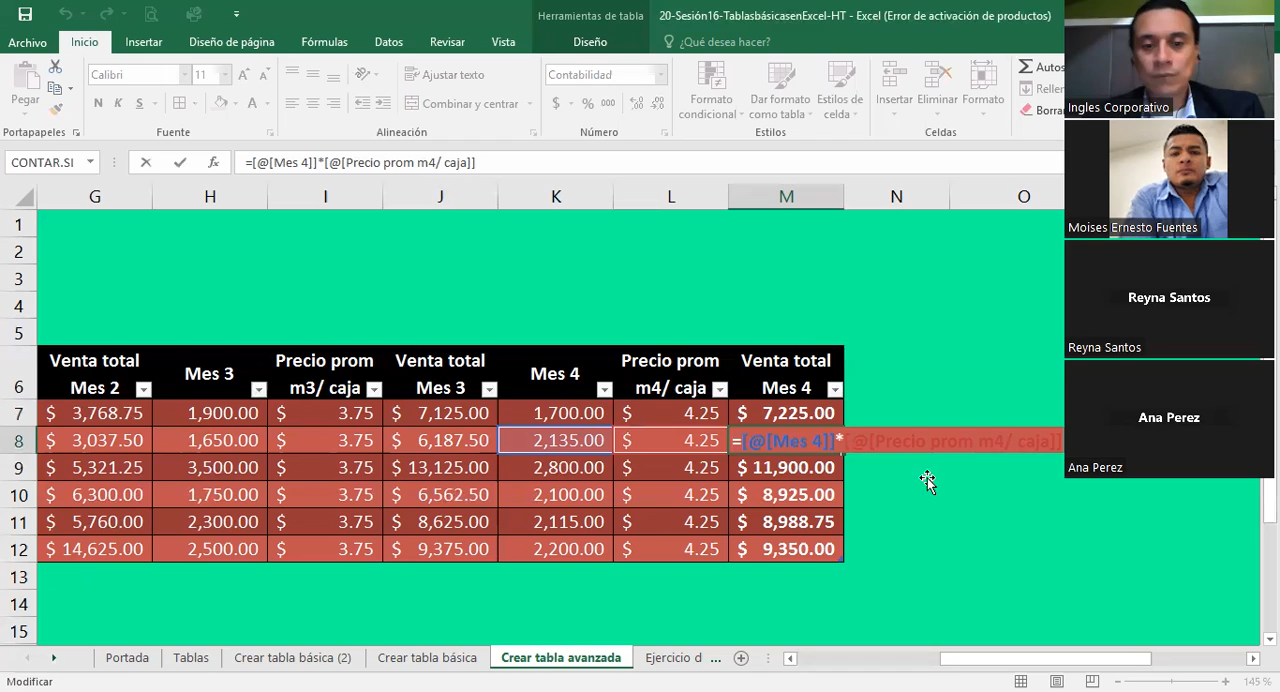 Herramientas de tabla
20-Sesión16-TablasbásicasenExcel-HT - Excel (Error de activación de productos)
Archivo Inicio Insertar Diseño de página Fórmulas Datos Revisar Vista Diseño ¿Qué desea hacer?
Pegar
Calibri 11
N K S
Ajustar texto
Combinar y centrar
Contabilidad
$ % 000
Formato condicional
Dar formato como tabla
Estilos de celda
Insertar Eliminar Formato
Autos
Reller
Borra
Portapapeles Fuente Alineación Número Estilos Celdas
CONTAR.SI fx =[@[Mes 4]]*[@[Precio prom m4/ caja]]
G H I J K L M N O
1
2
3
4
5
6 Venta total Mes 2 Mes 3 Precio prom m3/ caja Venta total Mes 3 Mes 4 Precio prom m4/ caja Venta total Mes 4
7 $ 3,768.75 1,900.00 $ 3.75 $ 7,125.00 1,700.00 $ 4.25 $ 7,225.00
8 $ 3,037.50 1,650.00 $ 3.75 $ 6,187.50 2,135.00 $ 4.25 =[@[Mes 4]]*[@[Precio prom m4/ caja]]
9 $ 5,321.25 3,500.00 $ 3.75 $ 13,125.00 2,800.00 $ 4.25 $ 11,900.00
10 $ 6,300.00 1,750.00 $ 3.75 $ 6,562.50 2,100.00 $ 4.25 $ 8,925.00
11 $ 5,760.00 2,300.00 $ 3.75 $ 8,625.00 2,115.00 $ 4.25 $ 8,988.75
12 $ 14,625.00 2,500.00 $ 3.75 $ 9,375.00 2,200.00 $ 4.25 $ 9,350.00
13
14
15
Portada Tablas Crear tabla básica (2) Crear tabla básica Crear tabla avanzada Ejercicio d ...
Modificar
145 %
Ingles Corporativo
Moises Ernesto Fuentes
Reyna Santos
Reyna Santos
Ana Perez
Ana Perez